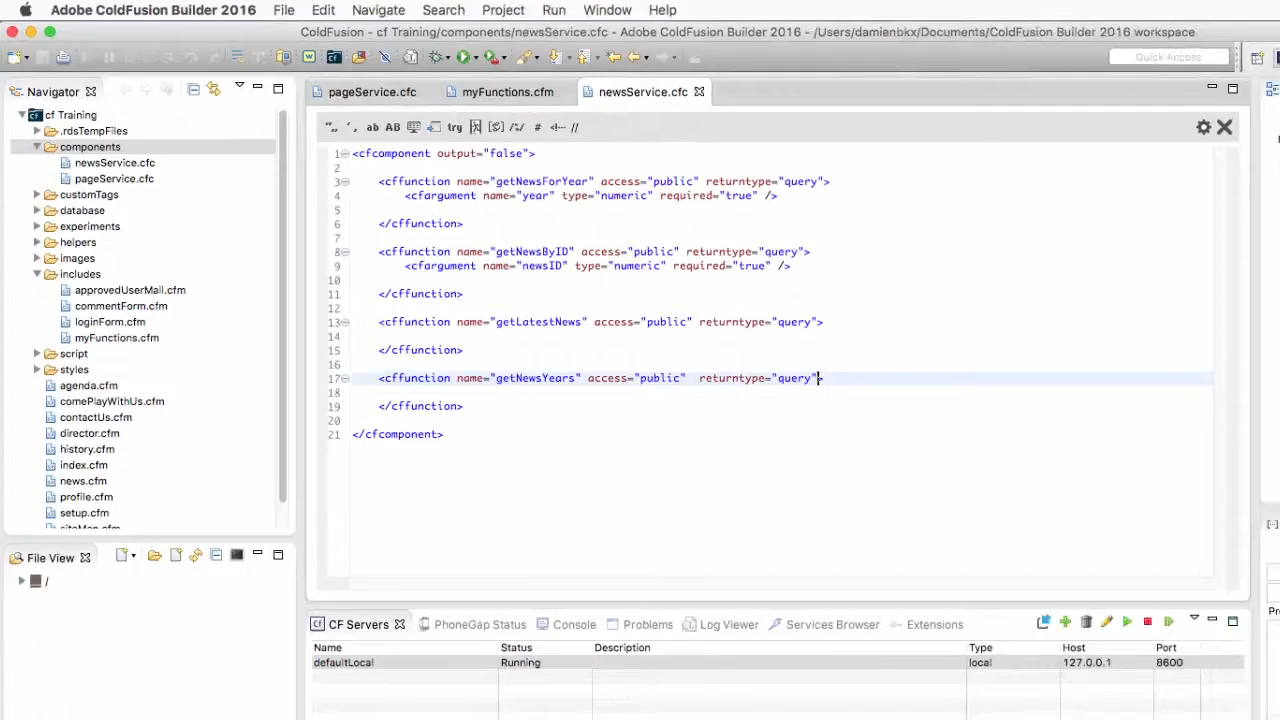 Adobe ColdFusion Builder 2016 File Edit Navigate Search Project Run Window Help
ColdFusion - cf Training/components/newsService.cfc - Adobe ColdFusion Builder 2016 - /Users/damienbkx/Documents/ColdFusion Builder 2016 workspace
Quick Access
Navigator
cf Training
.rdsTempFiles
components
newsService.cfc
pageService.cfc
customTags
database
experiments
helpers
images
includes
approvedUserMail.cfm
commentForm.cfm
loginForm.cfm
myFunctions.cfm
script
styles
agenda.cfm
comePlayWithUs.cfm
contactUs.cfm
director.cfm
history.cfm
index.cfm
news.cfm
profile.cfm
setup.cfm
siteMap.cfm
File View
/
pageService.cfc myFunctions.cfm newsService.cfc
"„ ‘, ab AB try /*/ # <!-- //
1 <cfcomponent output="false">
2
3 <cffunction name="getNewsForYear" access="public" returntype="query">
4 <cfargument name="year" type="numeric" required="true" />
5
6 </cffunction>
7
8 <cffunction name="getNewsByID" access="public" returntype="query">
9 <cfargument name="newsID" type="numeric" required="true" />
10
11 </cffunction>
12
13 <cffunction name="getLatestNews" access="public" returntype="query">
14
15 </cffunction>
16
17 <cffunction name="getNewsYears" access="public"  returntype="query">
18
19 </cffunction>
20
21 </cfcomponent>
CF Servers PhoneGap Status Console Problems Log Viewer Services Browser Extensions
Name Status Description Type Host Port
defaultLocal Running local 127.0.0.1 8600